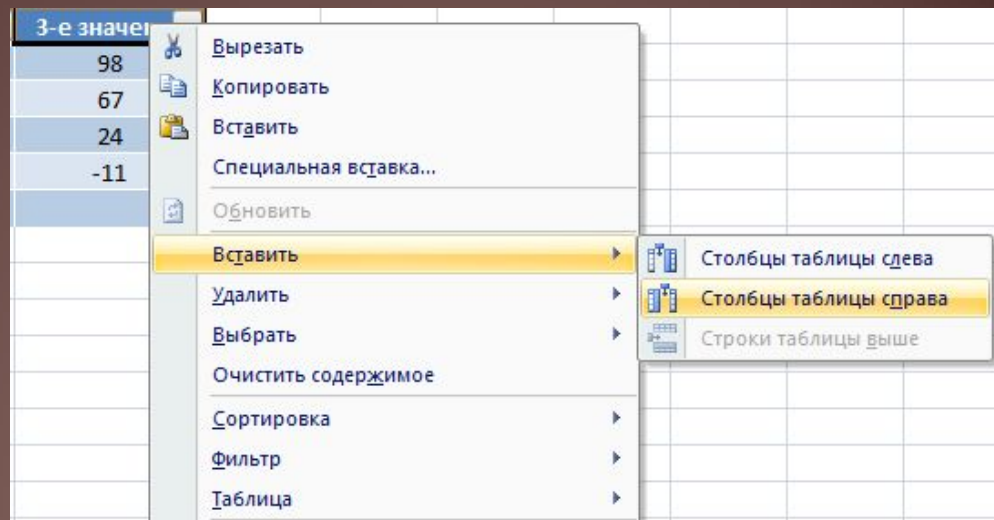 3-е значен
98
67
24
-11
Вырезать
Копировать
Вставить
Специальная вставка...
Обновить
Вставить
Удалить
Выбрать
Очистить содержимое
Сортировка
Фильтр
Таблица
Столбцы таблицы слева
Столбцы таблицы справа
Строки таблицы выше